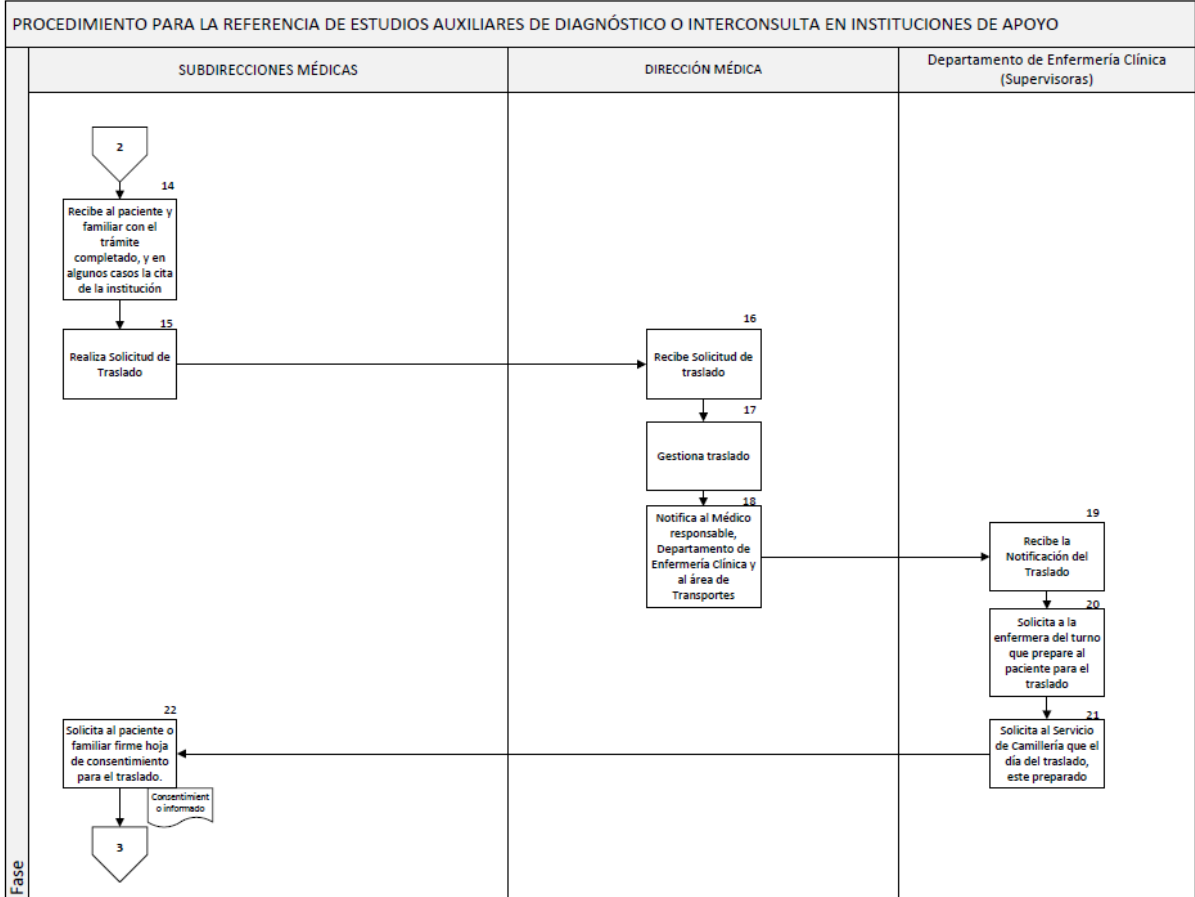 PROCEDIMIENTO PARA LA REFERENCIA DE ESTUDIOS AUXILIARES DE DIAGNÓSTICO O INTERCONSULTA EN INSTITUCIONES DE APOYO
SUBDIRECCIONES MÉDICAS
DIRECCIÓN MÉDICA
Departamento de Enfermería Clínica
(Supervisoras)
2
14
Recibe al paciente y
familiar con el
trámite
completado, y en
algunos casos la cita
de la institución
15
Realiza Solicitud de
Traslado
16
Recibe Solicitud de
traslado
17
Gestiona traslado
18
Notifica al Médico
responsable,
Departamento de
Enfermería Clínica y
al área de
Transportes
19
Recibe la
Notificación del
Traslado
20
Solicita a la
enfermera del turno
que prepare al
paciente para el
traslado
21
Solicita al Servicio
de Camillería que el
día del traslado,
este preparado
22
Solicita al paciente o
familiar firme hoja
de consentimiento
para el traslado.
Consentimient
o informado
3
Fase